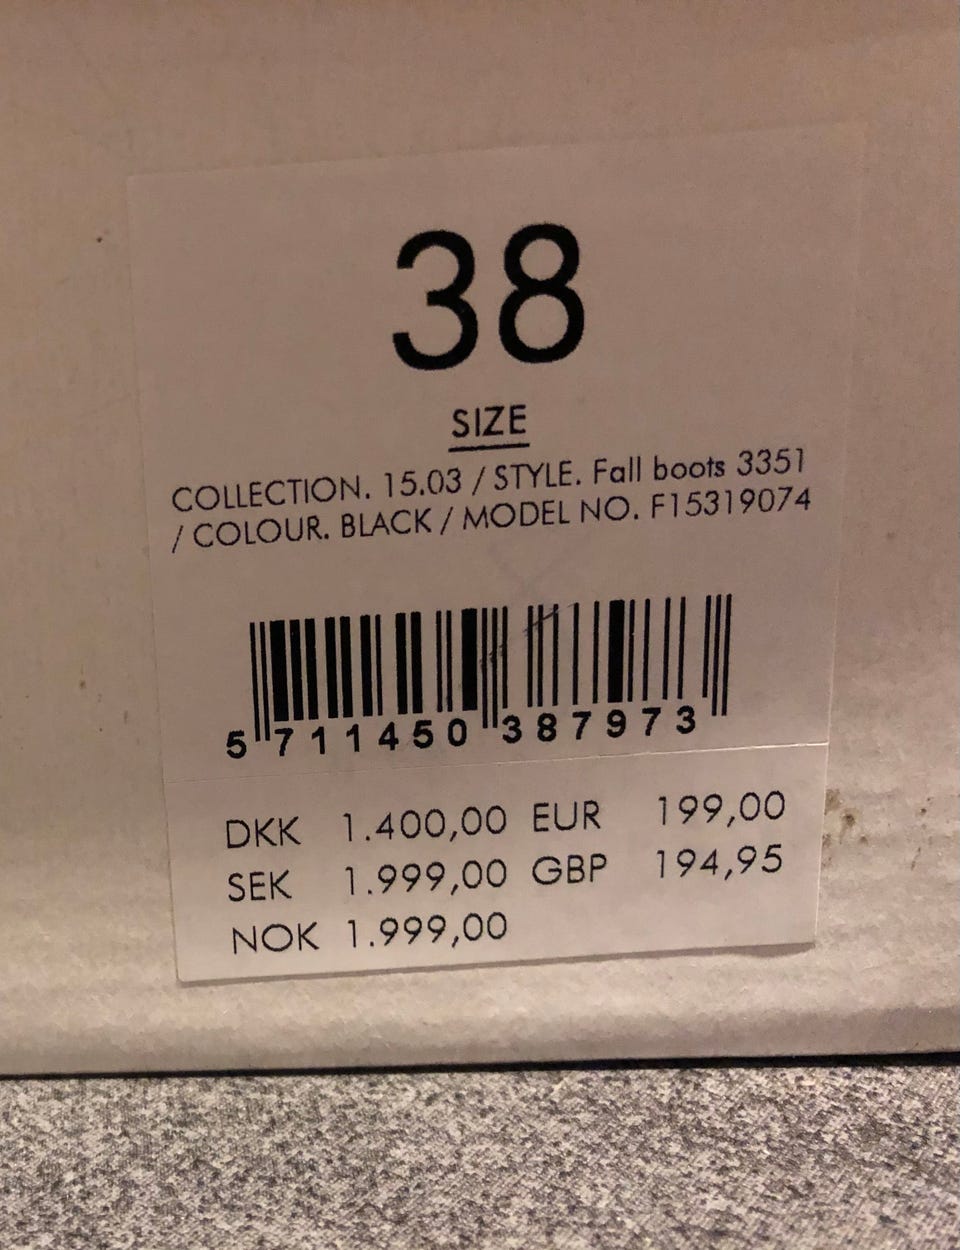 38
SIZE
COLLECTION. 15.03 / STYLE. Fall boots 3351
/ COLOUR. BLACK / MODEL NO. F15319074
5 711450 387973
DKK 1.400,00 EUR 199,00
SEK 1.999,00 GBP 194,95
NOK 1.999,00